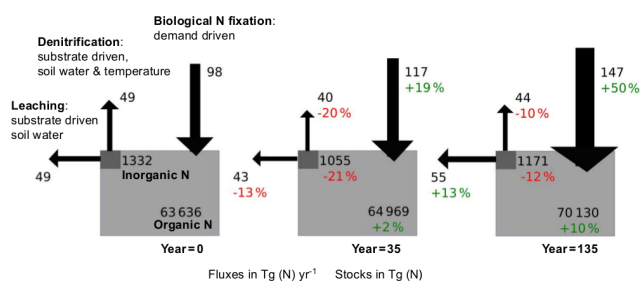 Biological N fixation:
demand driven
Denitrification:
substrate driven,
soil water & temperature
Leaching:
substrate driven
soil water
98
49
49
1332
Inorganic N
63 636
Organic N
Year=0
117
+19 %
40
-20 %
43
-13 %
1055
-21 %
64 969
+2 %
Year=35
147
+50 %
44
-10 %
55
+13 %
1171
-12 %
70 130
+10 %
Year=135
Fluxes in Tg (N) yr⁻¹ Stocks in Tg (N)